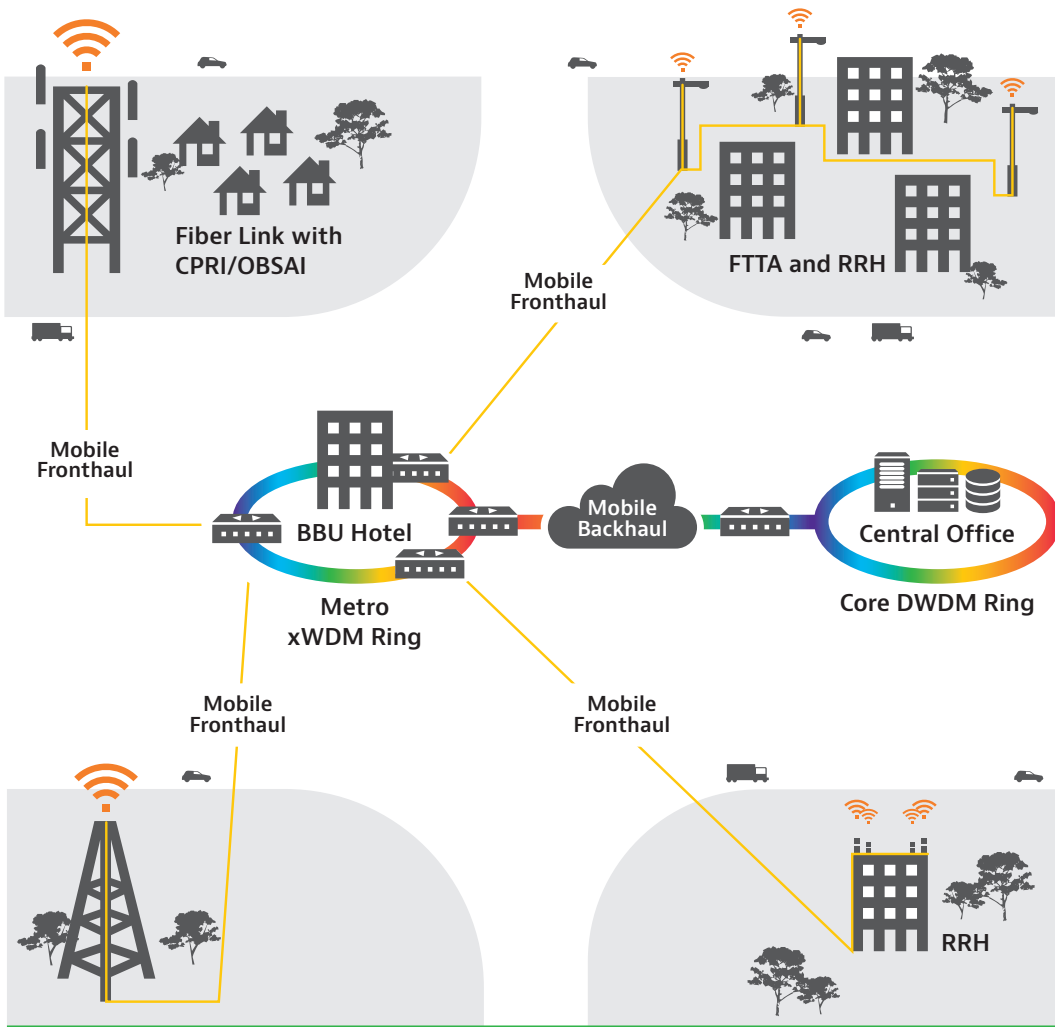 Fiber Link with
CPRI/OBSAI
FTTA and RRH
Mobile
Fronthaul
Mobile
Fronthaul
BBU Hotel
Mobile
Backhaul
Central Office
Metro
xWDM Ring
Core DWDM Ring
Mobile
Fronthaul
Mobile
Fronthaul
RRH